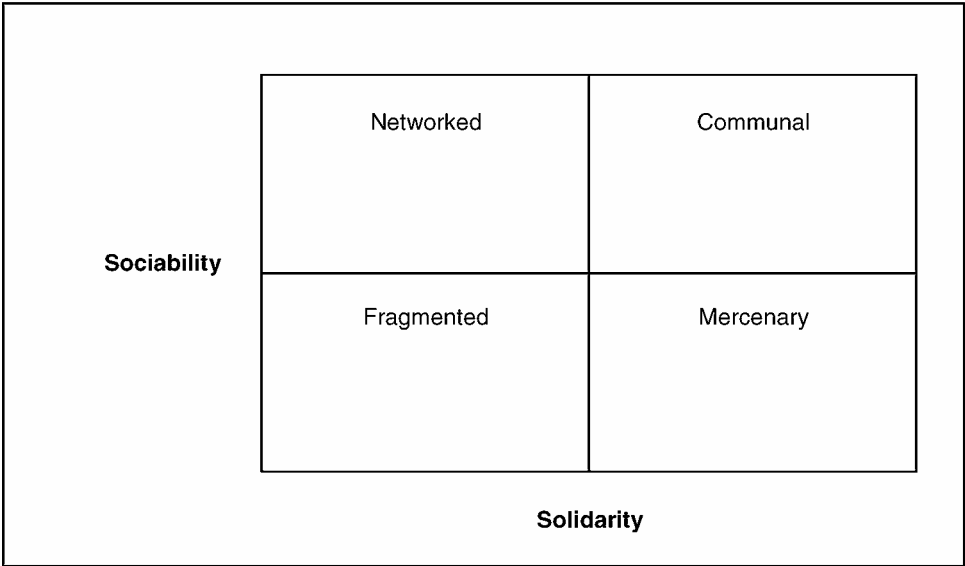 Networked
Communal
Sociability
Fragmented
Mercenary
Solidarity